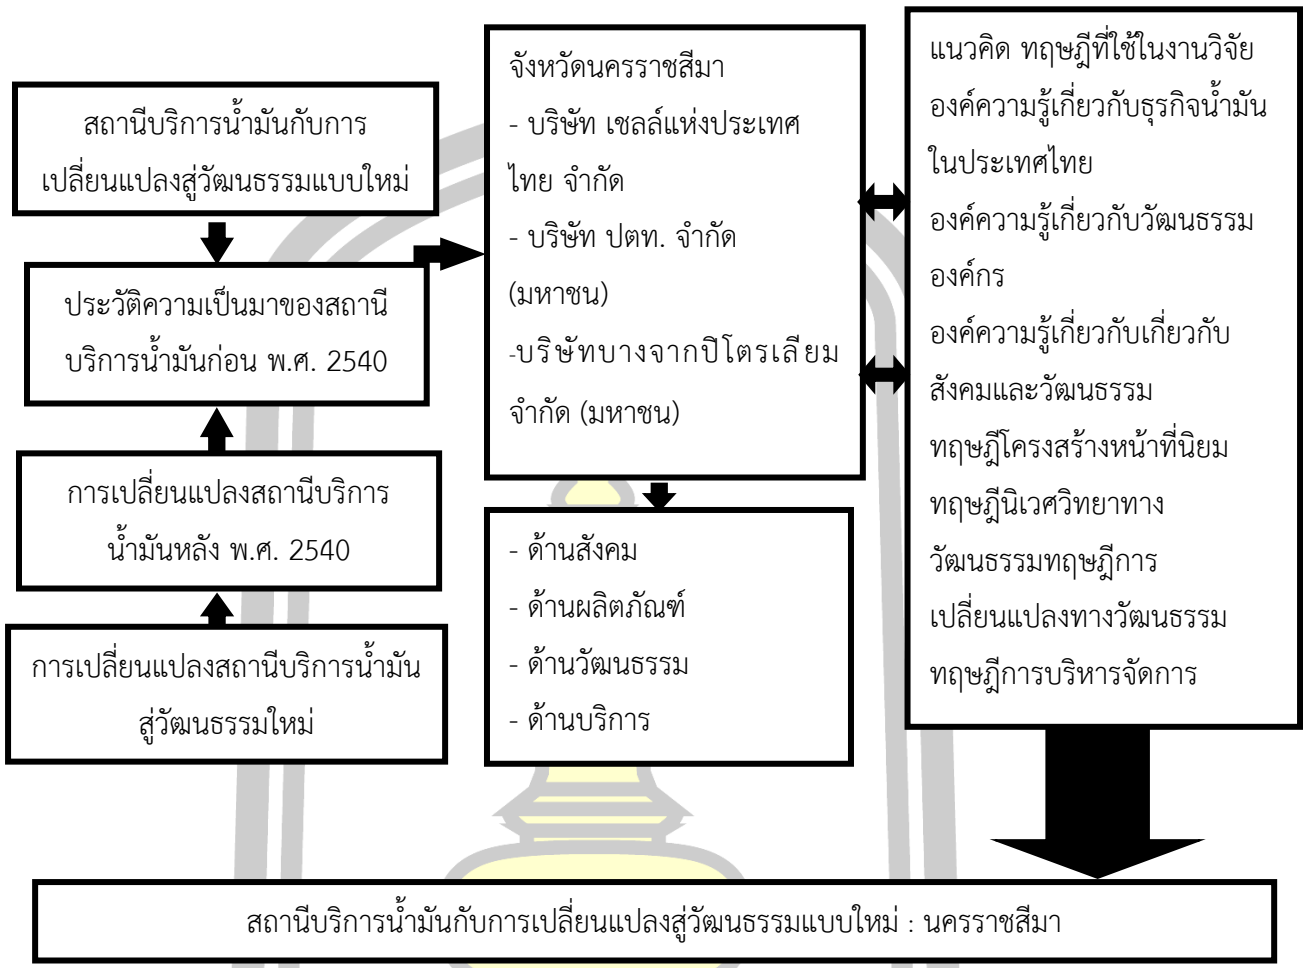 สถานีบริการน้ำมันกับการ
เปลี่ยนแปลงสู่วัฒนธรรมแบบใหม่
ประวัติความเป็นมาของสถานี
บริการน้ำมันก่อน พ.ศ. 2540
การเปลี่ยนแปลงสถานีบริการ
น้ำมันหลัง พ.ศ. 2540
การเปลี่ยนแปลงสถานีบริการน้ำมัน
สู่วัฒนธรรมใหม่
จังหวัดนครราชสีมา
- บริษัท เชลล์แห่งประเทศ
ไทย จำกัด
- บริษัท ปตท. จำกัด
(มหาชน)
-บริษัทบางจากปิโตรเลียม
จำกัด (มหาชน)
- ด้านสังคม
- ด้านผลิตภัณฑ์
- ด้านวัฒนธรรม
- ด้านบริการ
แนวคิด ทฤษฎีที่ใช้ในงานวิจัย
องค์ความรู้เกี่ยวกับธุรกิจน้ำมัน
ในประเทศไทย
องค์ความรู้เกี่ยวกับวัฒนธรรม
องค์กร
องค์ความรู้เกี่ยวกับเกี่ยวกับ
สังคมและวัฒนธรรม
ทฤษฎีโครงสร้างหน้าที่นิยม
ทฤษฎีนิเวศวิทยาทาง
วัฒนธรรมทฤษฎีการ
เปลี่ยนแปลงทางวัฒนธรรม
ทฤษฎีการบริหารจัดการ
สถานีบริการน้ำมันกับการเปลี่ยนแปลงสู่วัฒนธรรมแบบใหม่ : นครราชสีมา